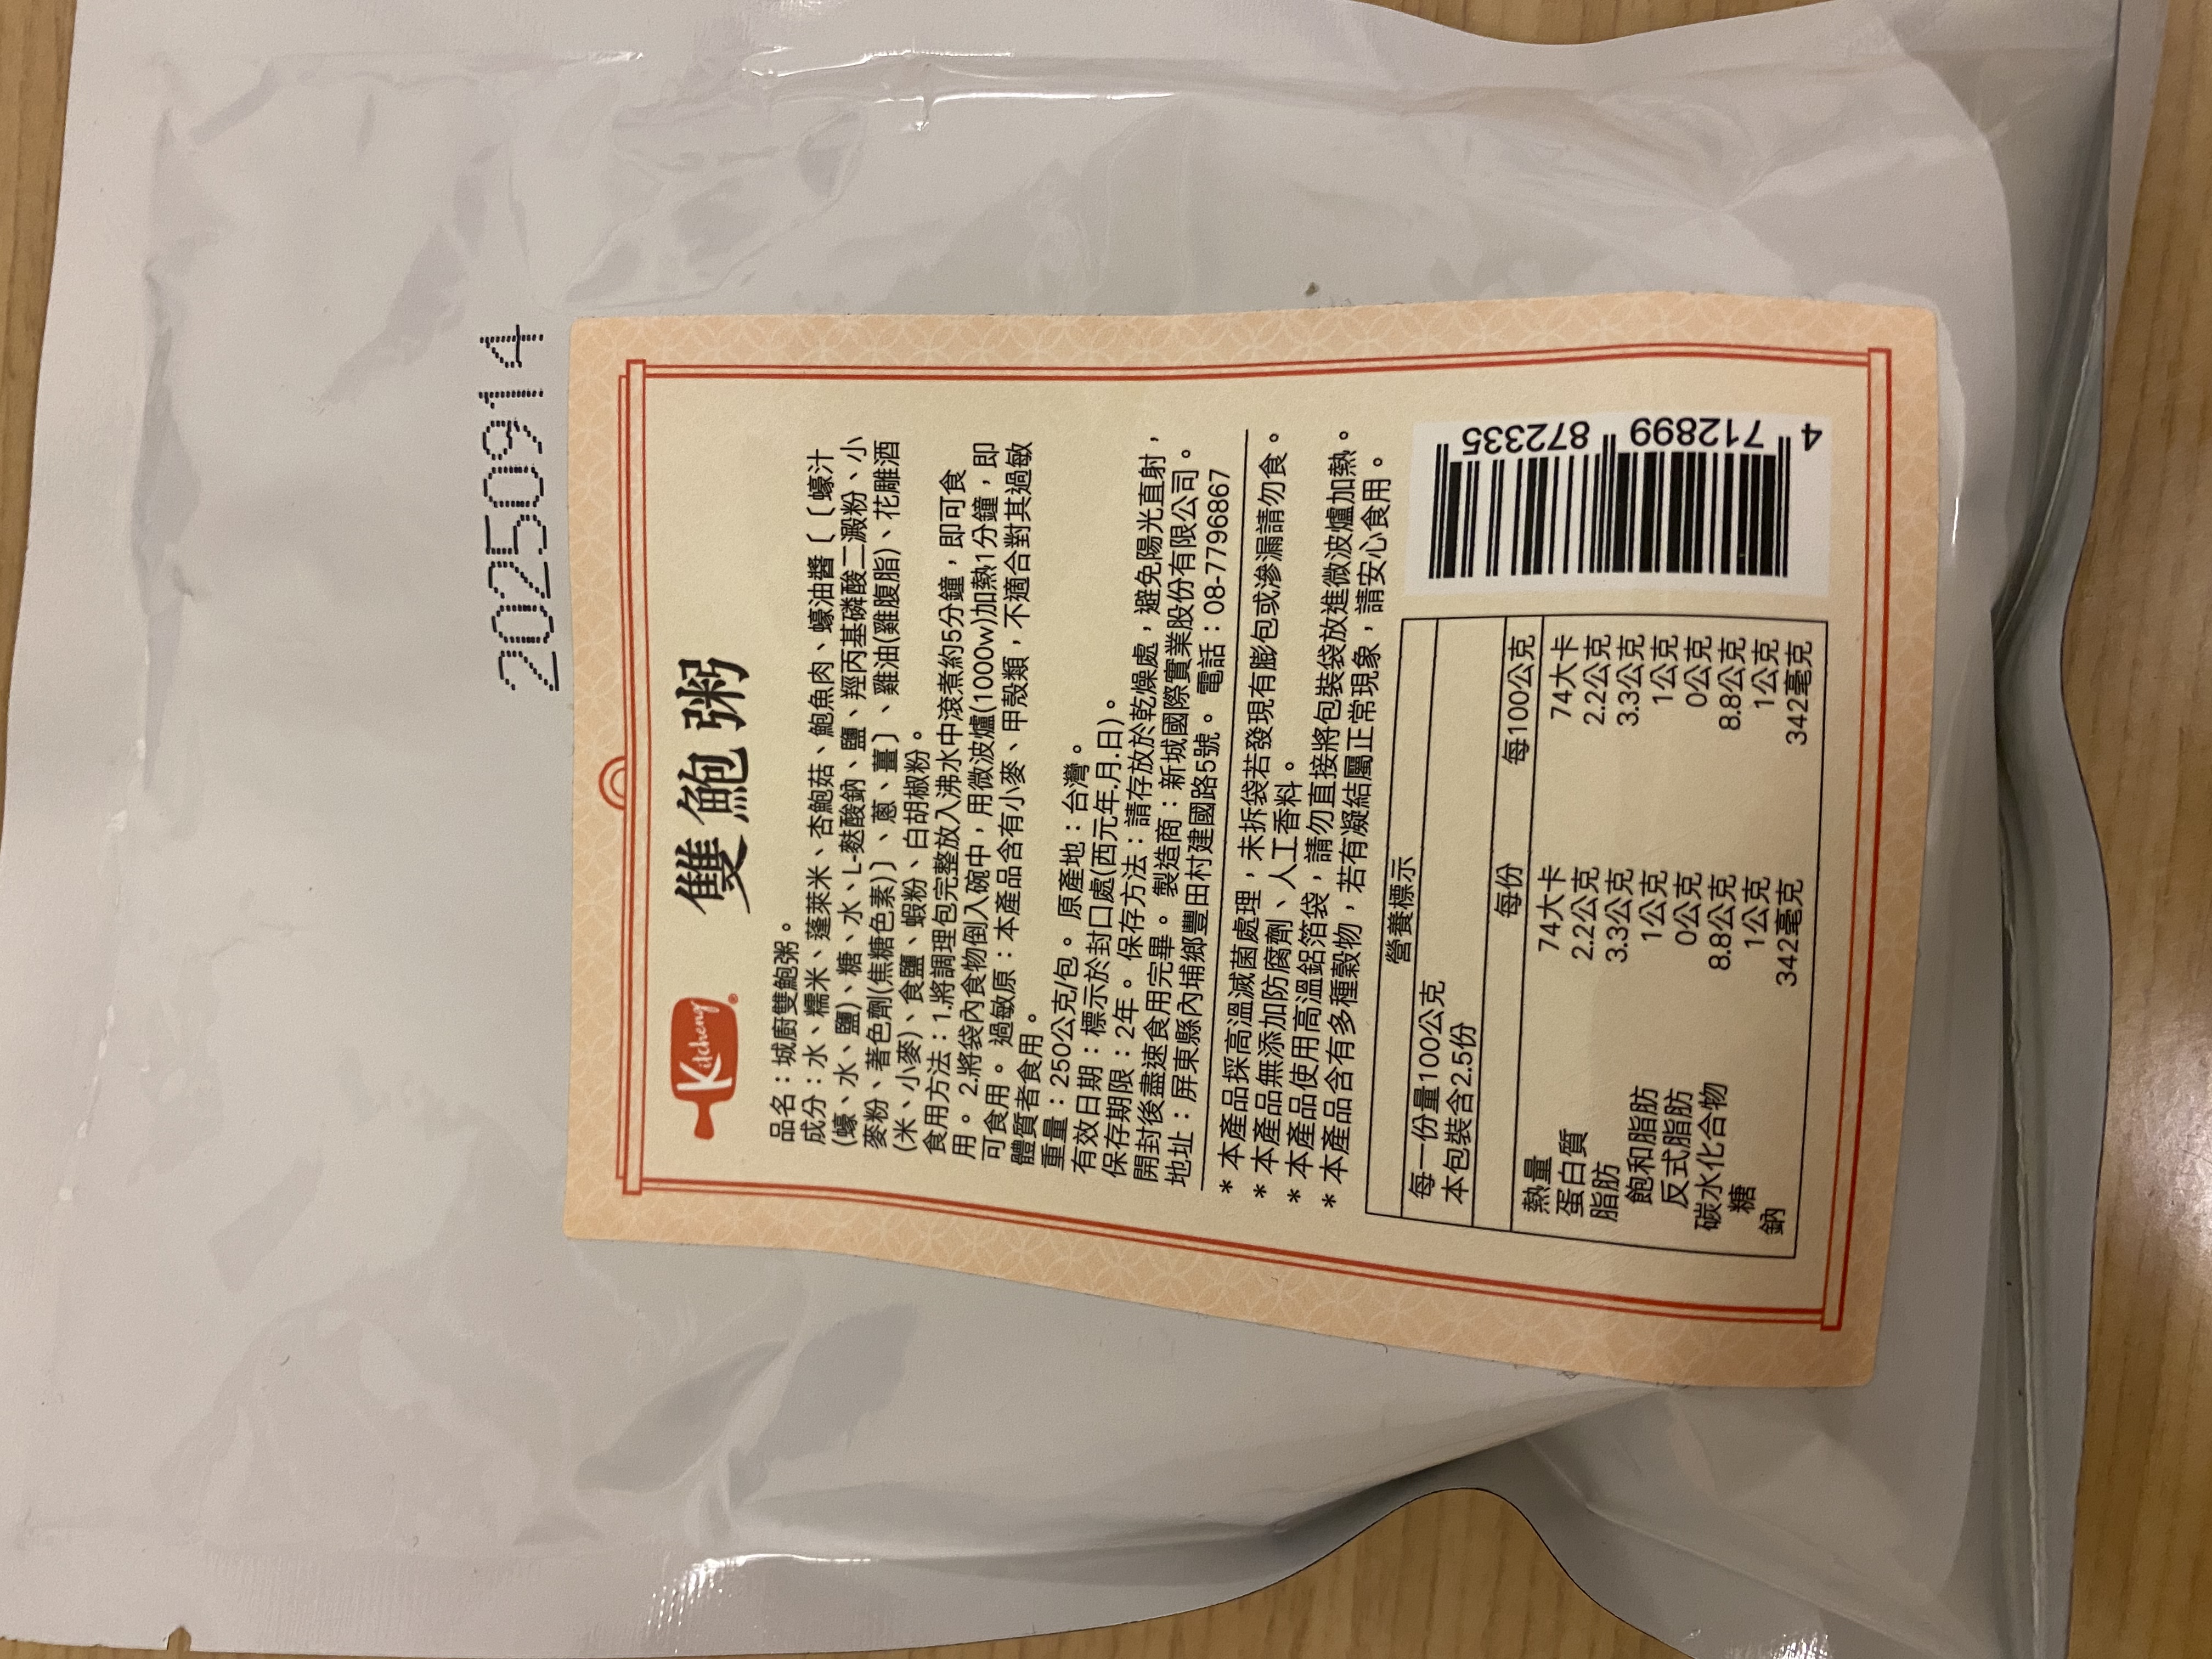 20250914
Kitcheng®
雙鮑粥
品名：城廚雙鮑粥。
成分：水、糯米、蓬萊米、杏鮑菇、鮑魚肉、蠔油醬〔〔蠔汁
(蠔、水、鹽)、糖、水、L-麩酸鈉、鹽、羥丙基磷酸二澱粉、小
麥粉、著色劑(焦糖色素)〕、蔥、薑〕、雞油(雞腹脂)、花雕酒
(米、小麥)、食鹽、蝦粉、白胡椒粉。
食用方法：1.將調理包完整放入沸水中滾煮約5分鐘，即可食
用。2.將袋內食物倒入碗中，用微波爐(1000w)加熱1分鐘，即
可食用。 過敏原：本產品含有小麥、甲殼類，不適合對其過敏
體質者食用。
重量：250公克/包。 原產地：台灣。
有效日期：標示於封口處(西元年.月.日)。
保存期限：2年。 保存方法：請存放於乾燥處，避免陽光直射，
開封後盡速食用完畢。 製造商：新城國際實業股份有限公司。
地址：屏東縣內埔鄉豐田村建國路5號。 電話：08-7796867
* 本產品採高溫滅菌處理，未拆袋若發現有膨包或滲漏請勿食。
* 本產品無添加防腐劑、人工香料。
* 本產品使用高溫鋁箔袋，請勿直接將包裝袋放進微波爐加熱。
* 本產品含有多種穀物，若有凝結屬正常現象，請安心食用。
營養標示
每一份量100公克
本包裝含2.5份
每份 每100公克
熱量 74大卡 74大卡
蛋白質 2.2公克 2.2公克
脂肪 3.3公克 3.3公克
飽和脂肪 1公克 1公克
反式脂肪 0公克 0公克
碳水化合物 8.8公克 8.8公克
糖 1公克 1公克
鈉 342毫克 342毫克
4 712899 872335